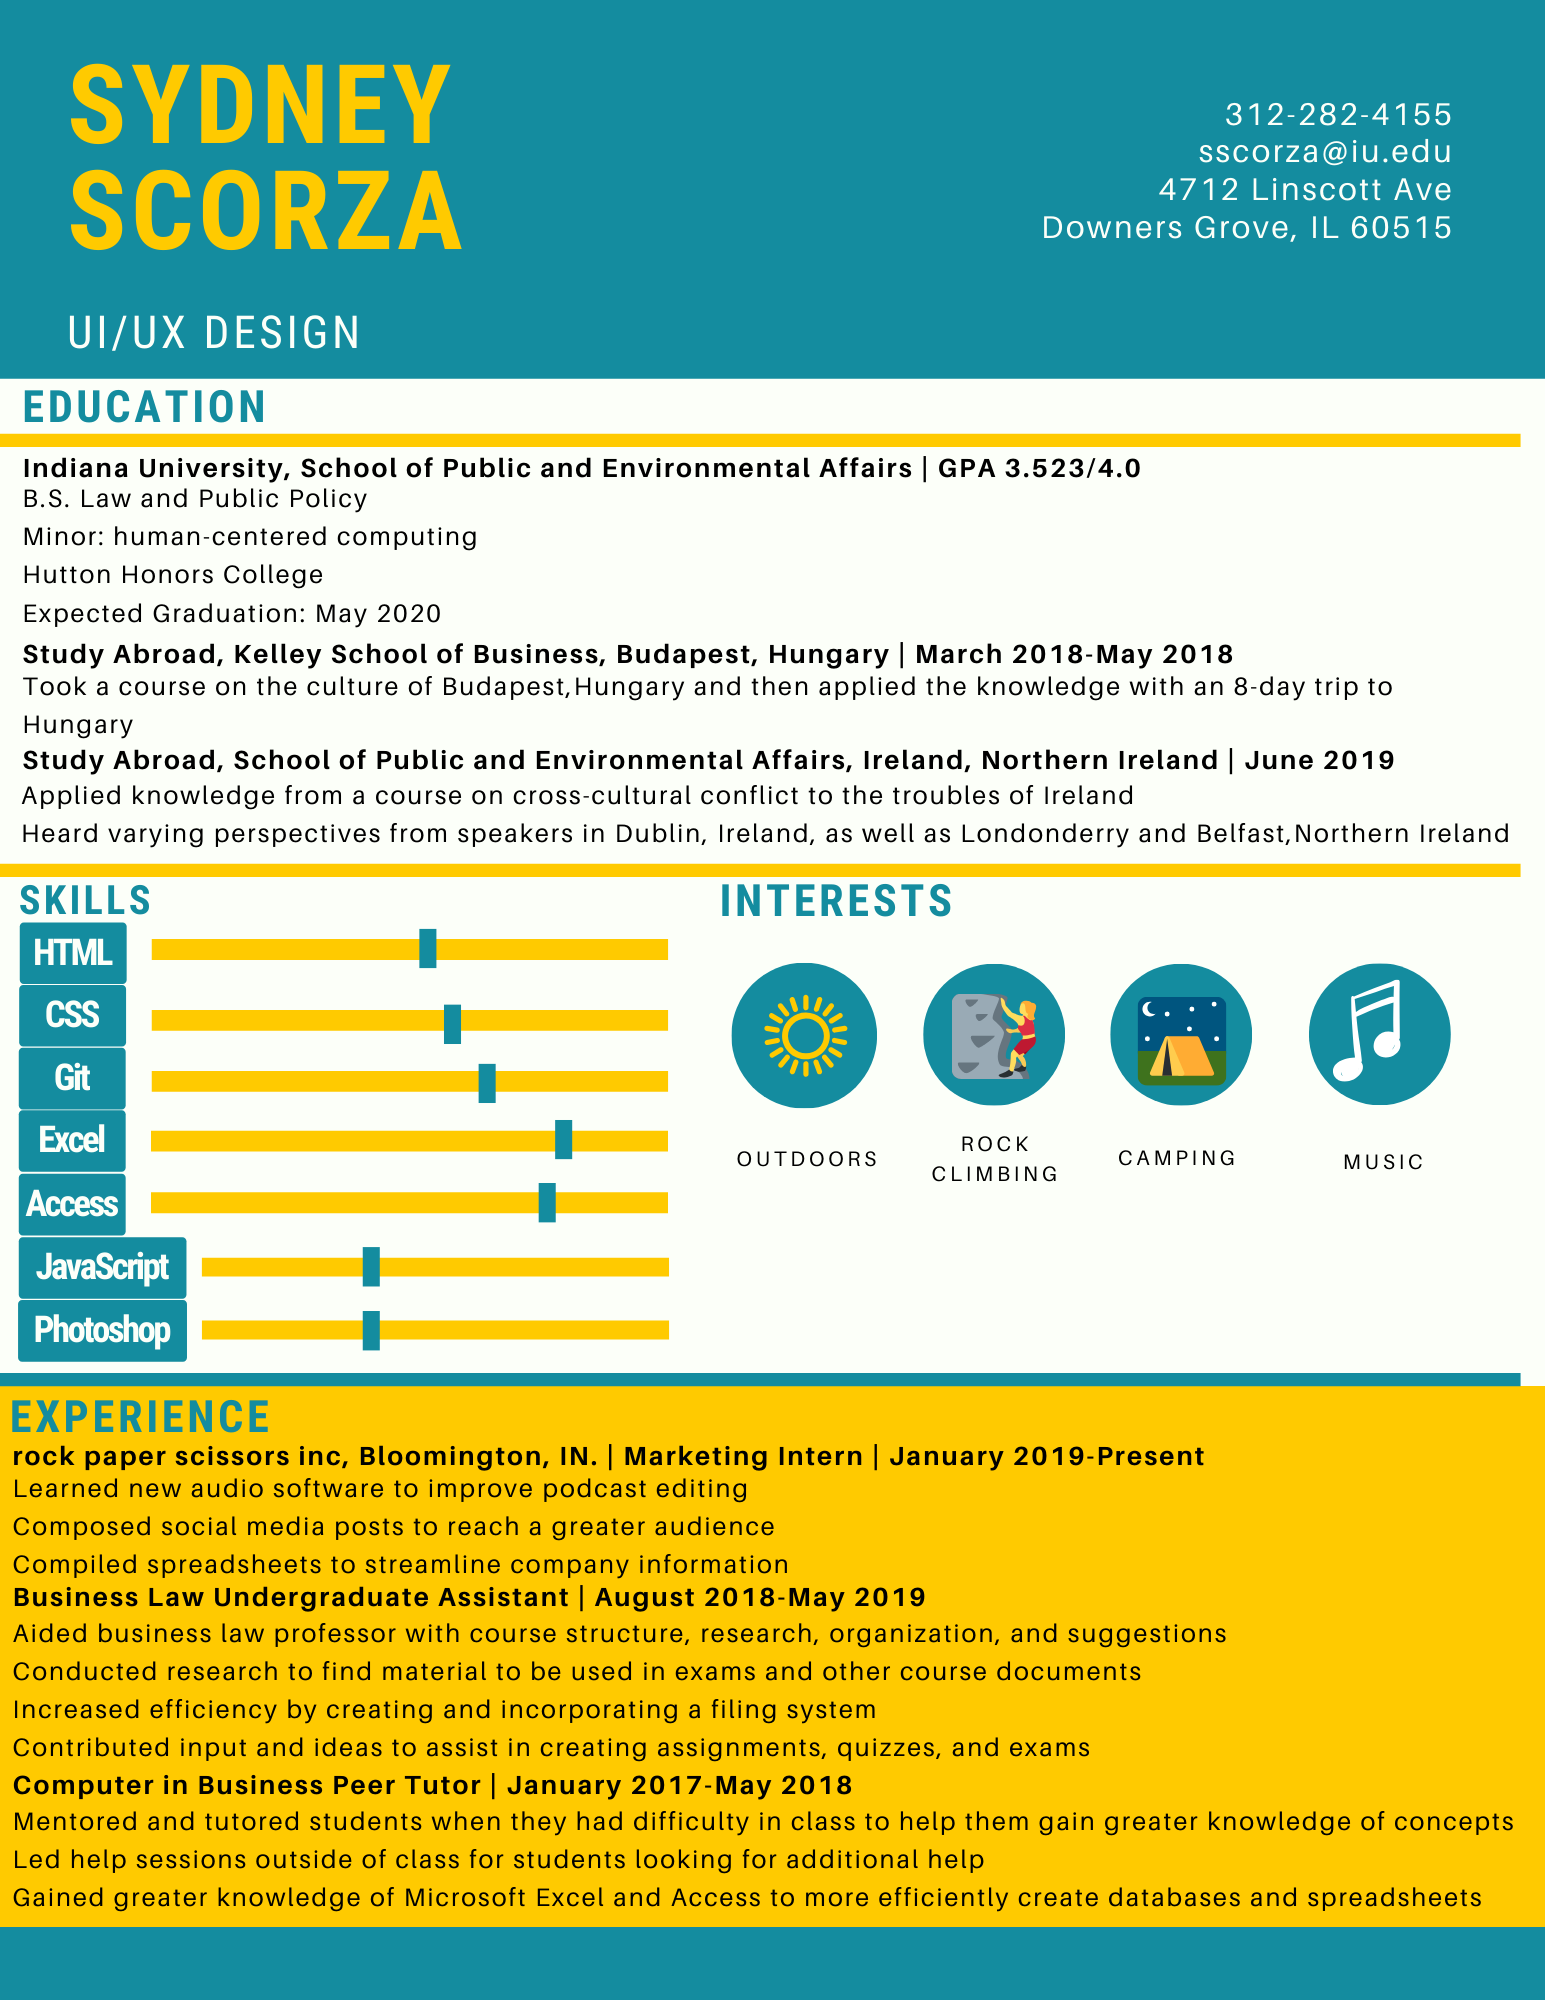 SYDNEY
SCORZA
UI/UX DESIGN
312-282-4155
sscorza@iu.edu
4712 Linscott Ave
Downers Grove, IL 60515
EDUCATION
Indiana University, School of Public and Environmental Affairs | GPA 3.523/4.0
B.S. Law and Public Policy
Minor: human-centered computing
Hutton Honors College
Expected Graduation: May 2020
Study Abroad, Kelley School of Business, Budapest, Hungary | March 2018-May 2018
Took a course on the culture of Budapest,Hungary and then applied the knowledge with an 8-day trip to
Hungary
Study Abroad, School of Public and Environmental Affairs, Ireland, Northern Ireland | June 2019
Applied knowledge from a course on cross-cultural conflict to the troubles of Ireland
Heard varying perspectives from speakers in Dublin, Ireland, as well as Londonderry and Belfast,Northern Ireland
SKILLS
HTML
CSS
Git
Excel
Access
JavaScript
Photoshop
INTERESTS
OUTDOORS
ROCK
CLIMBING
CAMPING
MUSIC
EXPERIENCE
rock paper scissors inc, Bloomington, IN. | Marketing Intern | January 2019-Present
Learned new audio software to improve podcast editing
Composed social media posts to reach a greater audience
Compiled spreadsheets to streamline company information
Business Law Undergraduate Assistant | August 2018-May 2019
Aided business law professor with course structure, research, organization, and suggestions
Conducted research to find material to be used in exams and other course documents
Increased efficiency by creating and incorporating a filing system
Contributed input and ideas to assist in creating assignments, quizzes, and exams
Computer in Business Peer Tutor | January 2017-May 2018
Mentored and tutored students when they had difficulty in class to help them gain greater knowledge of concepts
Led help sessions outside of class for students looking for additional help
Gained greater knowledge of Microsoft Excel and Access to more efficiently create databases and spreadsheets